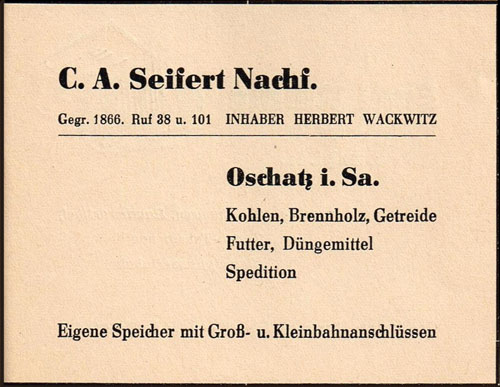 C. A. Seifert Nachf.
Gegr. 1866. Ruf 38 u. 101 INHABER HERBERT WACKWITZ
Oschatz i. Sa.
Kohlen, Brennholz, Getreide
Futter, Düngemittel
Spedition
Eigene Speicher mit Groß- u. Kleinbahnanschlüssen